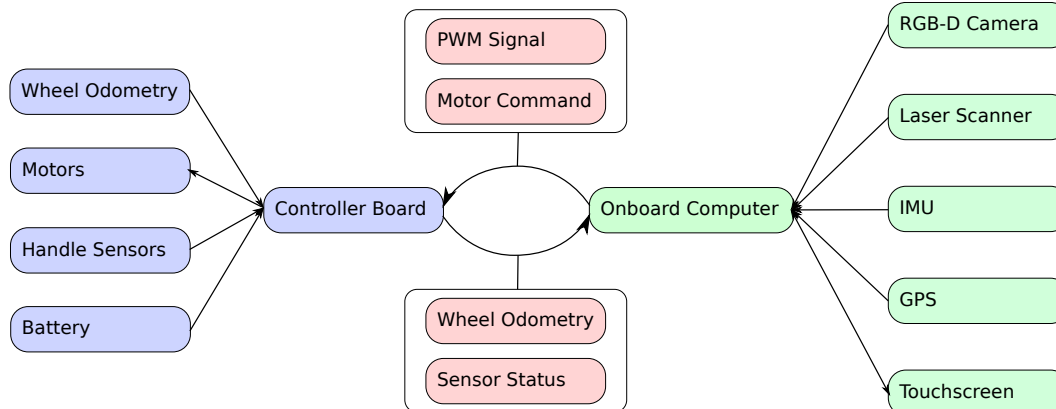 Wheel Odometry
Motors
Handle Sensors
Battery
Controller Board
PWM Signal
Motor Command
Wheel Odometry
Sensor Status
Onboard Computer
RGB-D Camera
Laser Scanner
IMU
GPS
Touchscreen